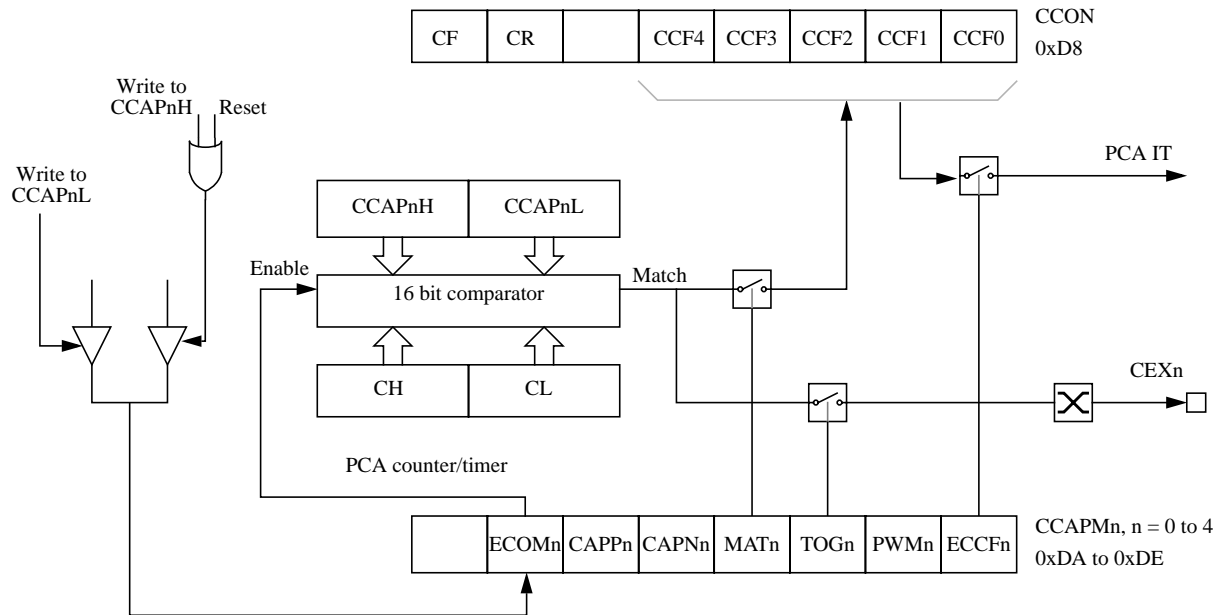 CF CR CCF4 CCF3 CCF2 CCF1 CCF0
CCON
0xD8
Write to
CCAPnH Reset
Write to
CCAPnL
PCA IT
CCAPnH CCAPnL
Enable
16 bit comparator
Match
CH CL
CEXn
PCA counter/timer
ECOMn CAPPn CAPNn MATn TOGn PWMn ECCFn
CCAPMn, n = 0 to 4
0xDA to 0xDE